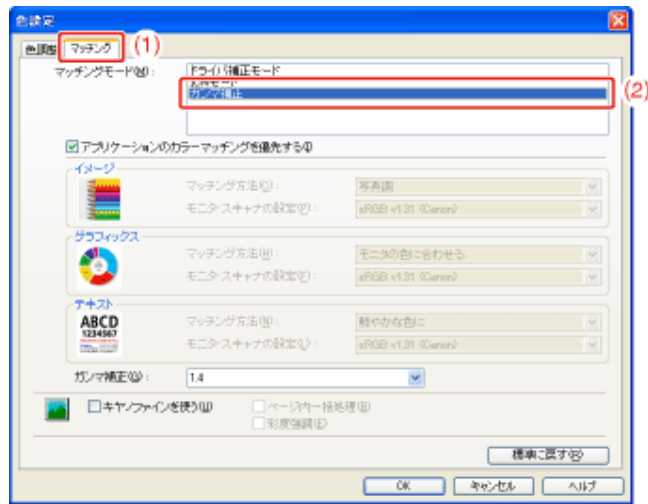 色設定
色調整 マッチング (1)
マッチングモード(M): ドライバ補正モード
ガンマ補正 (2)
アプリケーションのカラーマッチングを優先する(I)
イメージ
マッチング方法(Q): 写真調
モニタ・スキャナの設定(P): sRGB v1.31 (Canon)
グラフィックス
マッチング方法(H): モニタの色に合わせる
モニタ・スキャナの設定(P): sRGB v1.31 (Canon)
テキスト
ABCD
1234567
マッチング方法(N): 鮮やかな色に
モニタ・スキャナの設定(L): sRGB v1.31 (Canon)
ガンマ補正(G): 1.4
キヤノファインを使う(U) ページ内一括処理(B)
彩度強調(E)
標準に戻す(R)
OK キャンセル ヘルプ